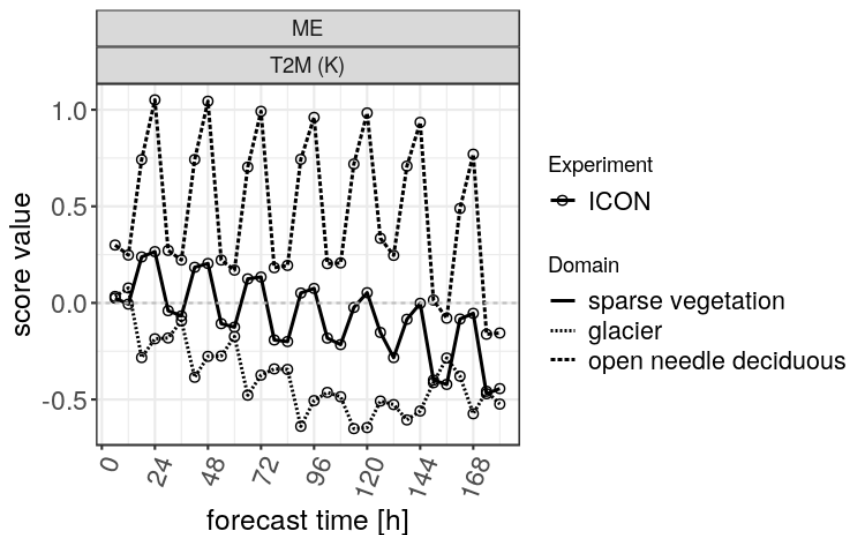 ME
T2M (K)
1.0
0.5
0.0
-0.5
score value
0
24
48
72
96
120
144
168
forecast time [h]
Experiment
ICON
Domain
sparse vegetation
glacier
open needle deciduous